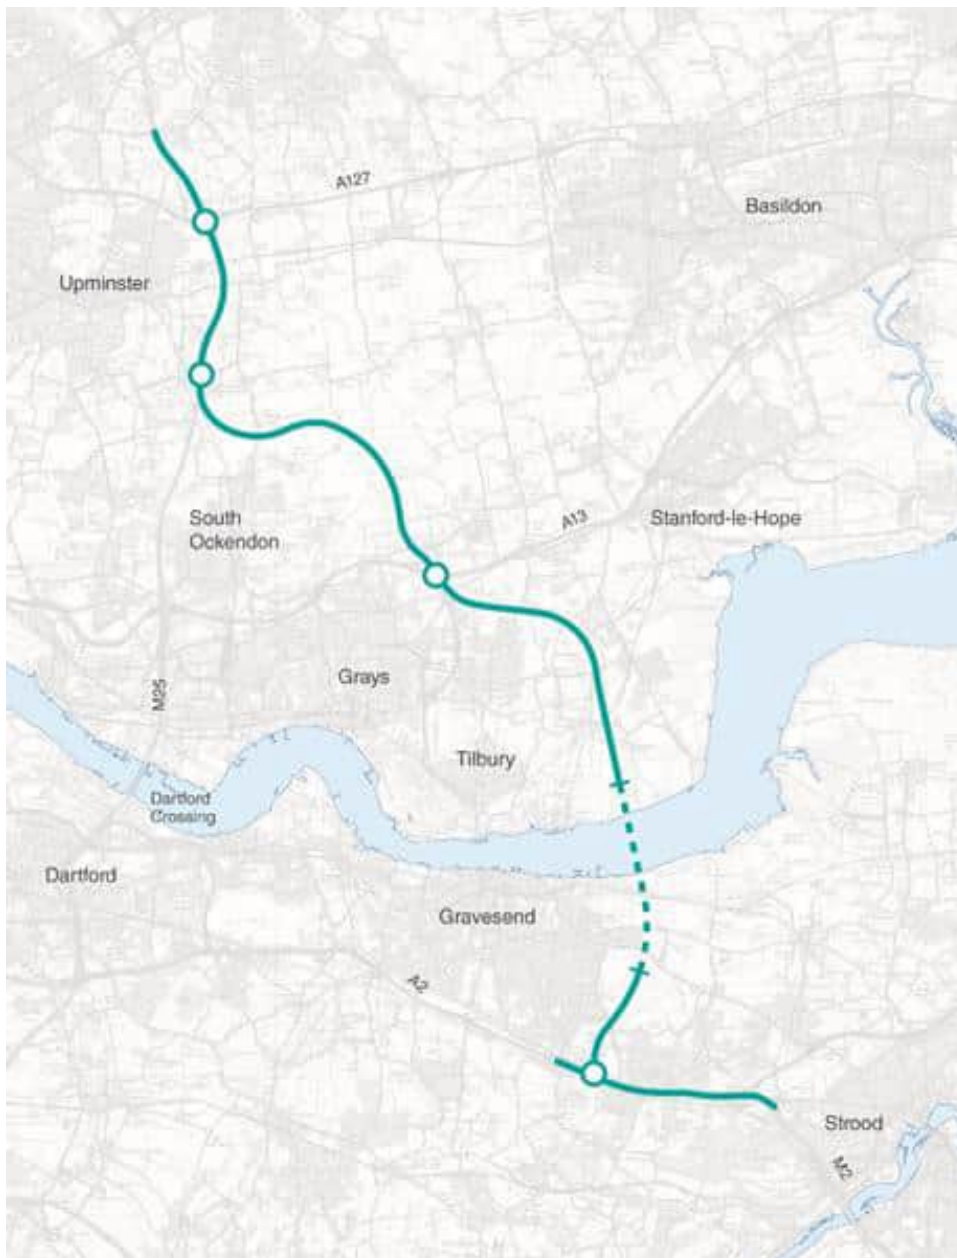 A127
Basildon
Upminster
South
Ockendon
A13
Stanford-le-Hope
M25
Grays
Tilbury
Dartford
Crossing
Dartford
Gravesend
A2
Strood
M2